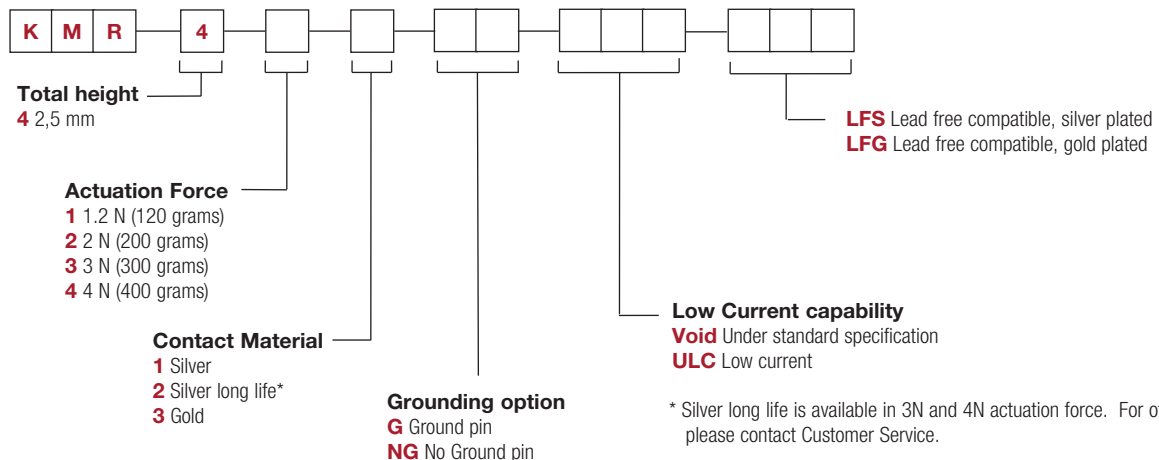 K M R 4
Total height
4 2,5 mm
LFS Lead free compatible, silver plated
LFG Lead free compatible, gold plated
Actuation Force
1 1.2 N (120 grams)
2 2 N (200 grams)
3 3 N (300 grams)
4 4 N (400 grams)
Low Current capability
Void Under standard specification
ULC Low current
Contact Material
1 Silver
2 Silver long life*
3 Gold
Grounding option
G Ground pin
NG No Ground pin
* Silver long life is available in 3N and 4N actuation force. For
please contact Customer Service.